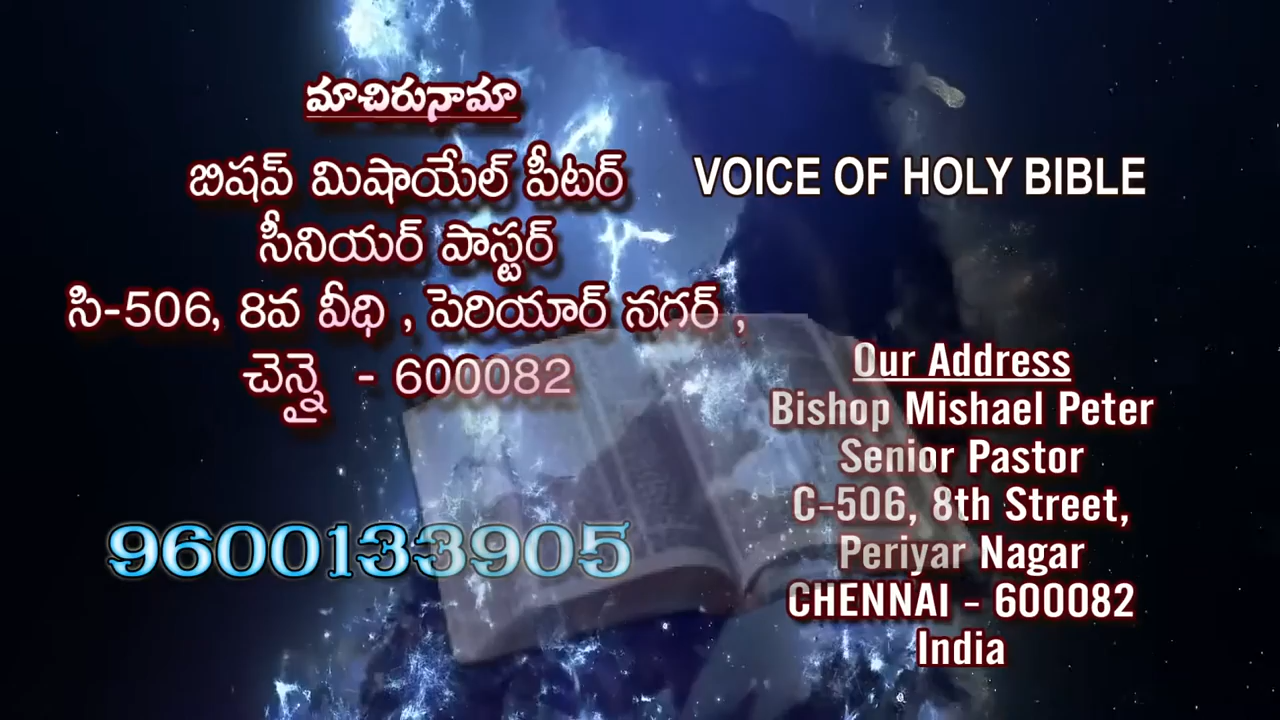 మాచిరునామా
బిషప్ మిషాయేల్ పీటర్
సీనియర్ పాస్టర్
సి-506, 8వ వీధి , పెరియార్ నగర్ ,
చెన్నై - 600082
9600133905
VOICE OF HOLY BIBLE
Our Address
Bishop Mishael Peter
Senior Pastor
C-506, 8th Street,
Periyar Nagar
CHENNAI - 600082
India